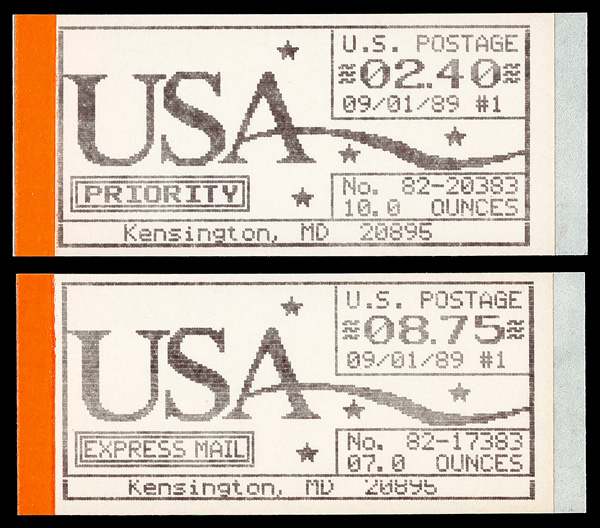 U.S. POSTAGE
≈02.40≈
USA
09/01/89 #1
PRIORITY
No. 82-20383
10.0 OUNCES
Kensington, MD 20895
U.S. POSTAGE
≈08.75≈
USA
09/01/89 #1
EXPRESS MAIL
No. 82-17383
07.0 OUNCES
Kensington, MD 20895